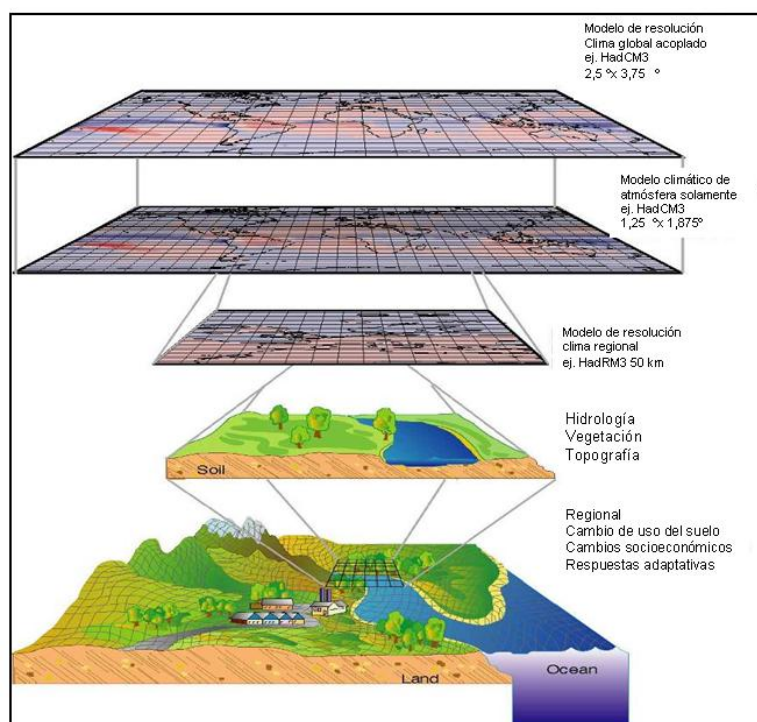 Modelo de resolución
Clima global acoplado
ej. HadCM3
2,5 ºx 3,75 º
Modelo climático de
atmósfera solamente
ej. HadCM3
1,25 ºx 1,875º
Modelo de resolución
clima regional
ej. HadRM3 50 km
Hidrología
Vegetación
Topografía
Soil
Regional
Cambio de uso del suelo
Cambios socioeconómicos
Respuestas adaptativas
Ocean
Land